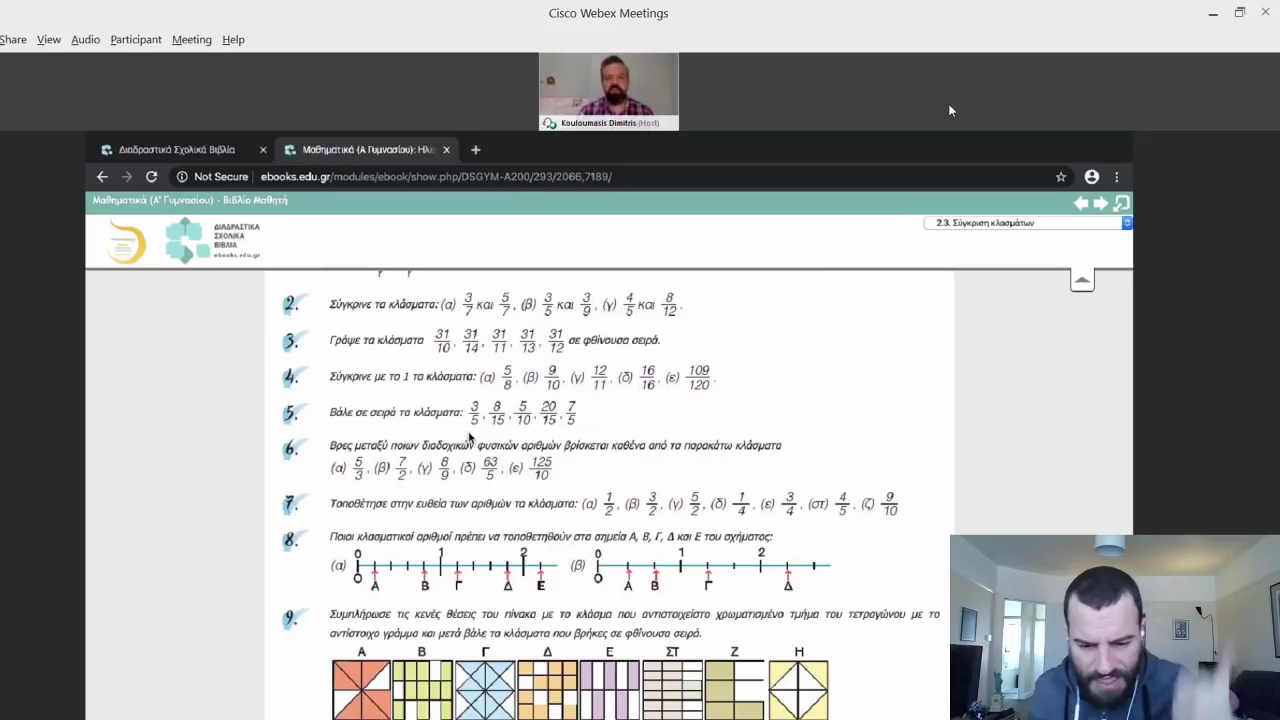 Cisco Webex Meetings
Share View Audio Participant Meeting Help
Kouloumasis Dimitris (Host)
Διαδραστικά Σχολικά Βιβλία
Μαθηματικά (Α Γυμνασίου): Ηλε
Not Secure ebooks.edu.gr/modules/ebook/show.php/DSGYM-A200/293/2066,7189/
Μαθηματικά (Α' Γυμνασίου) - Βιβλίο Μαθητή
ΔΙΑΔΡΑΣΤΙΚΑ
ΣΧΟΛΙΚΑ
ΒΙΒΛΙΑ
ebooks.edu.gr
2.3. Σύγκριση κλασμάτων
2. Σύγκρινε τα κλάσματα: (α) 3/7 και 5/7, (β) 3/5 και 3/9, (γ) 4/5 και 8/12.
3. Γράψε τα κλάσματα 31/10, 31/14, 31/11, 31/13, 31/12 σε φθίνουσα σειρά.
4. Σύγκρινε με το 1 τα κλάσματα: (α) 5/8, (β) 9/10, (γ) 12/11, (δ) 16/16, (ε) 109/120.
5. Βάλε σε σειρά τα κλάσματα: 3/5, 8/15, 5/10, 20/15, 7/5
6. Βρες μεταξύ ποιων διαδοχικών φυσικών αριθμών βρίσκεται καθένα από τα παρακάτω κλάσματα
(α) 5/3, (β) 7/2, (γ) 8/9, (δ) 63/5, (ε) 125/10
7. Τοποθέτησε στην ευθεία των αριθμών τα κλάσματα: (α) 1/2, (β) 3/2, (γ) 5/2, (δ) 1/4, (ε) 3/4, (στ) 4/5, (ζ) 9/10
8. Ποιοι κλασματικοί αριθμοί πρέπει να τοποθετηθούν στα σημεία Α, Β, Γ, Δ και Ε του σχήματος;
0 1 2 0 1 2
(α) (β)
Ο Α Β Γ Δ Ε Ο Α Β Γ Δ
9. Συμπλήρωσε τις κενές θέσεις του πίνακα με το κλάσμα που αντιστοιχείστο χρωματισμένο τμήμα του τετραγώνου με το
αντίστοιχο γράμμα και μετά βάλε τα κλάσματα που βρήκες σε φθίνουσα σειρά.
Α Β Γ Δ Ε ΣΤ Ζ Η